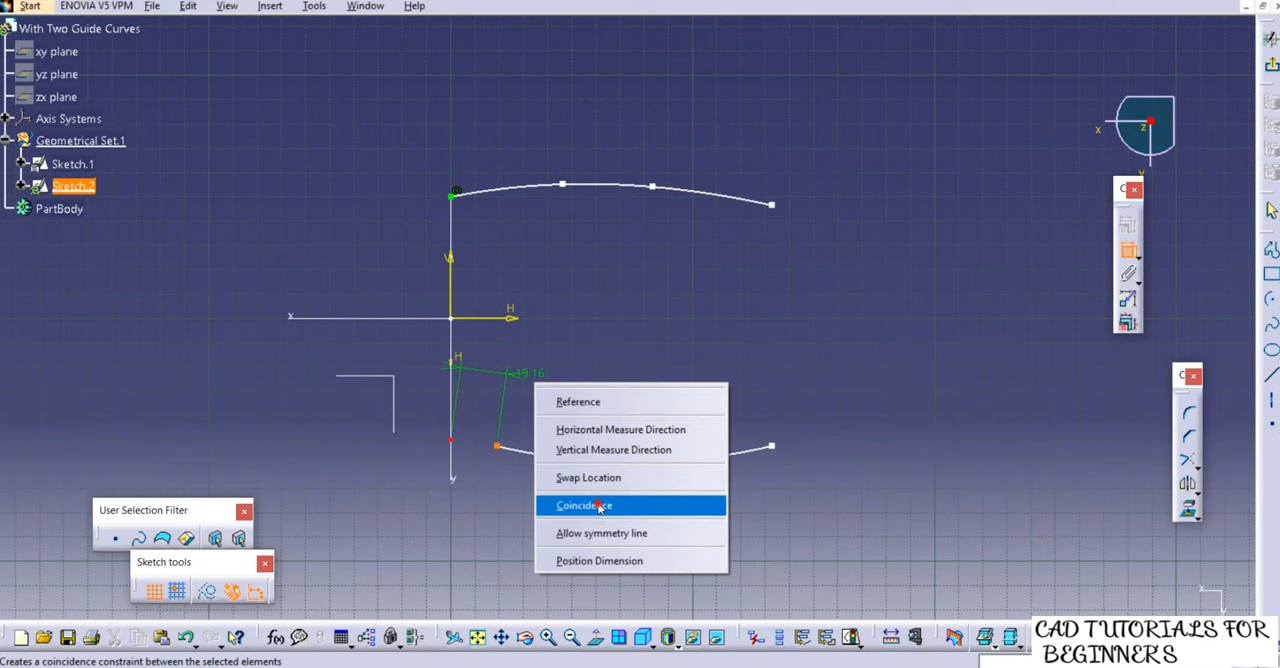 Start ENOVIA V5 VPM File Edit View Insert Tools Window Help
With Two Guide Curves
xy plane
yz plane
zx plane
Axis Systems
Geometrical Set.1
Sketch.1
Sketch.2
PartBody
x
z
V
H
x
H
19.16
y
Reference
Horizontal Measure Direction
Vertical Measure Direction
Swap Location
Coincidence
Allow symmetry line
Position Dimension
User Selection Filter
Sketch tools
x
f(x)
CAD TUTORIALS FOR
BEGINNERS
Creates a coincidence constraint between the selected elements